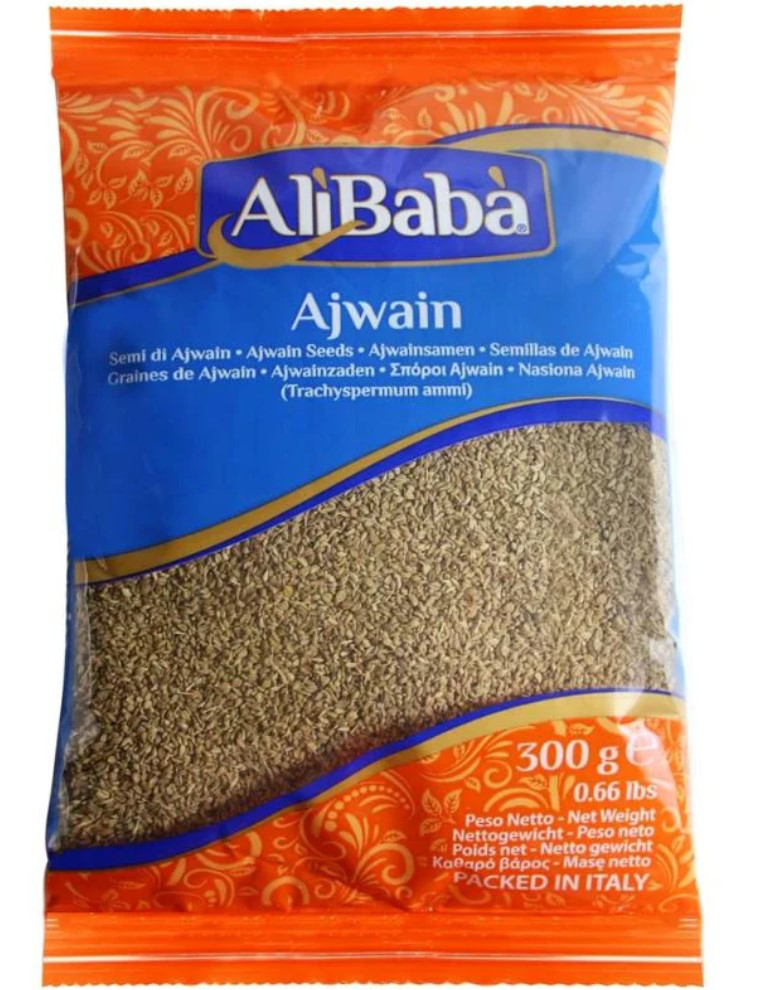 AlìBabà®
Ajwain
Semi di Ajwain • Ajwain Seeds • Ajwainsamen • Semillas de Ajwain
Graines de Ajwain • Ajwainzaden • Σπόροι Ajwain • Nasiona Ajwain
(Trachyspermum ammi)
300 g e
0.66 lbs
Peso Netto - Net Weight
Nettogewicht - Peso neto
Poids net - Netto gewicht
Καθαρό βάρος - Masę netto
PACKED IN ITALY